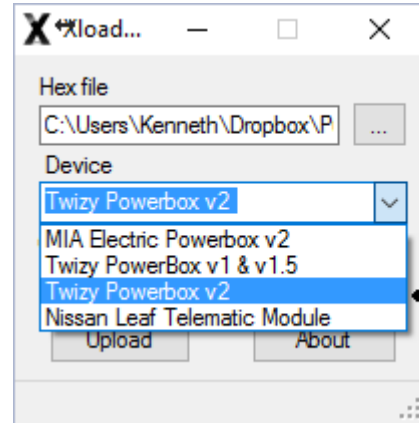 Xload...
Hex file
C:\Users\Kenneth\Dropbox\P
...
Device
Twizy Powerbox v2
MIA Electric Powerbox v2
Twizy PowerBox v1 & v1.5
Twizy Powerbox v2
Nissan Leaf Telematic Module
Upload
About